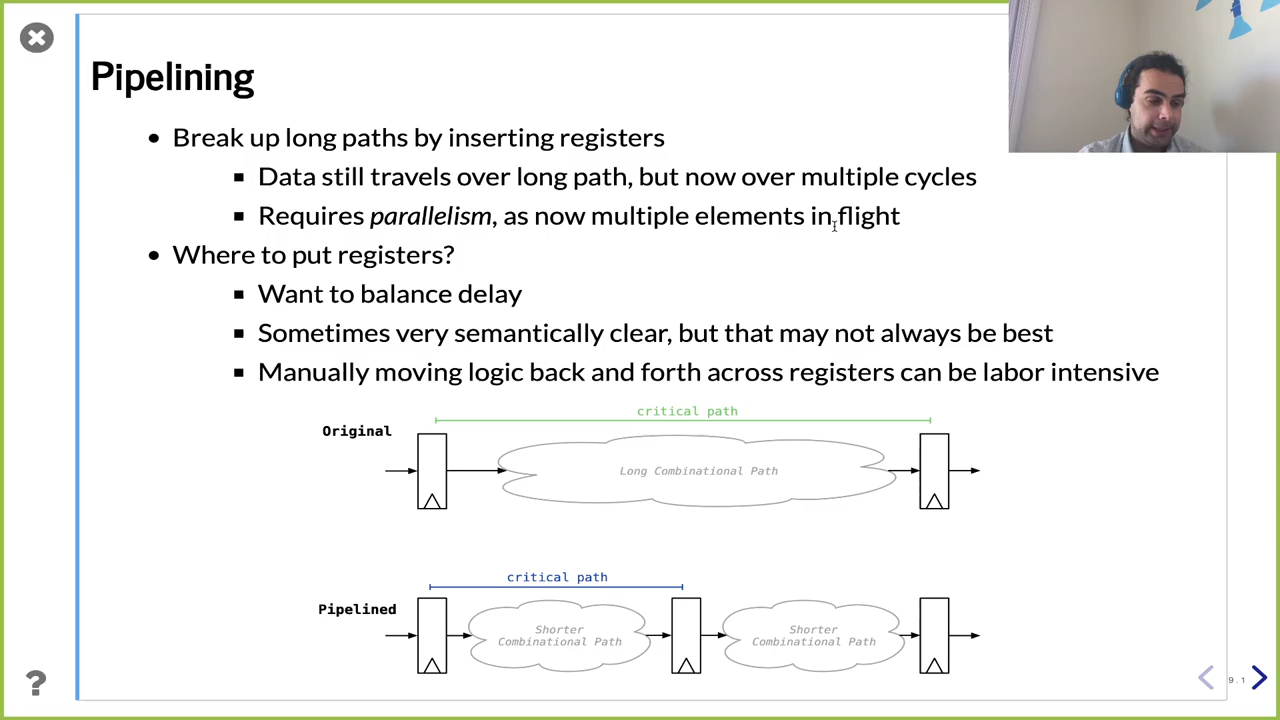 Pipelining
Break up long paths by inserting registers
Data still travels over long path, but now over multiple cycles
Requires parallelism, as now multiple elements in flight
Where to put registers?
Want to balance delay
Sometimes very semantically clear, but that may not always be best
Manually moving logic back and forth across registers can be labor intensive
critical path
Original
Long Combinational Path
critical path
Pipelined
Shorter
Combinational Path
Shorter
Combinational Path
?
9.1